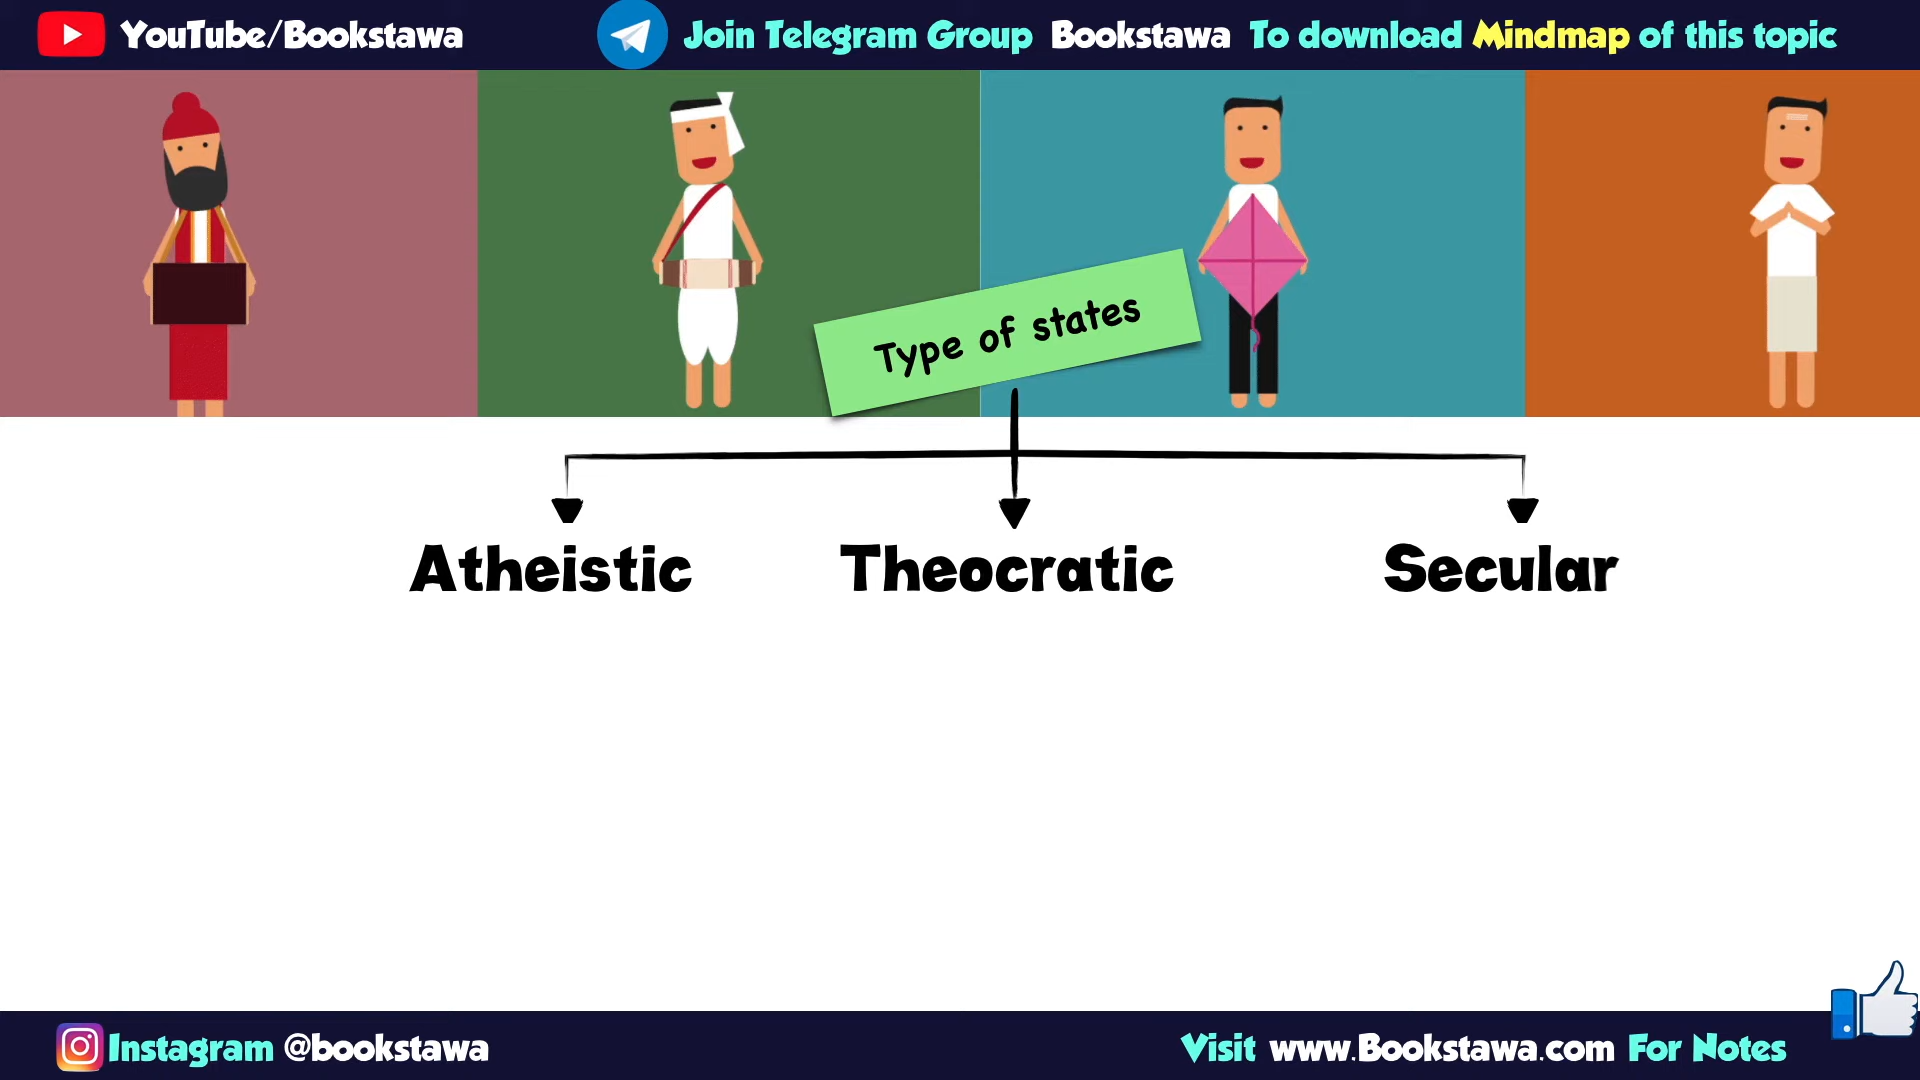 YouTube/Bookstawa
Join Telegram Group Bookstawa To download Mindmap of this topic
Type of states
Atheistic
Theocratic
Secular
Instagram @bookstawa
Visit www.Bookstawa.com For Notes